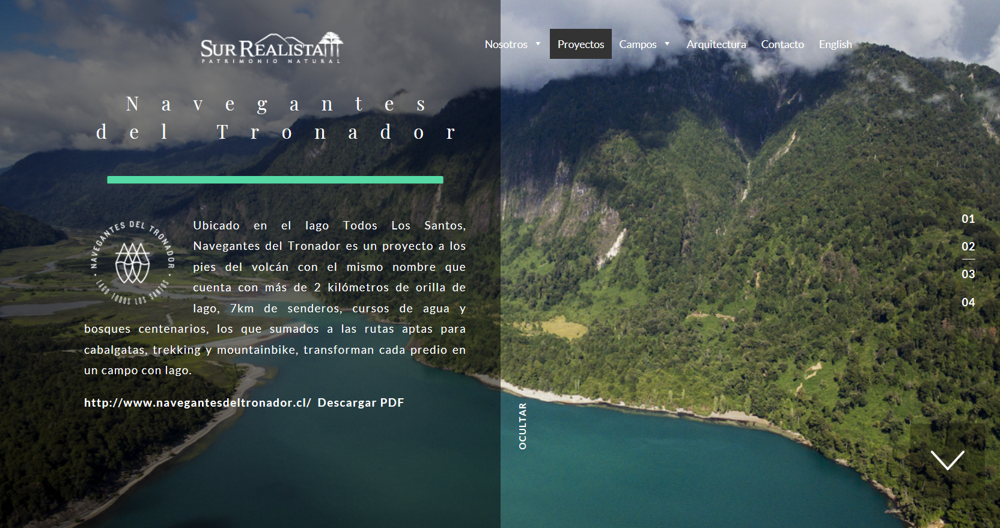 SUR REALISTA
PATRIMONIO NATURAL
Nosotros Proyectos Campos Arquitectura Contacto English
Navegantes
del Tronador
NAVEGANTES DEL TRONADOR
LAGO TODOS LOS SANTOS
Ubicado en el lago Todos Los Santos,
Navegantes del Tronador es un proyecto a los
pies del volcán con el mismo nombre que
cuenta con más de 2 kilómetros de orilla de
lago, 7km de senderos, cursos de agua y
bosques centenarios, los que sumados a las rutas aptas para
cabalgatas, trekking y mountainbike, transforman cada predio en
un campo con lago.
http://www.navegantesdeltronador.cl/ Descargar PDF
OCULTAR
01
02
03
04